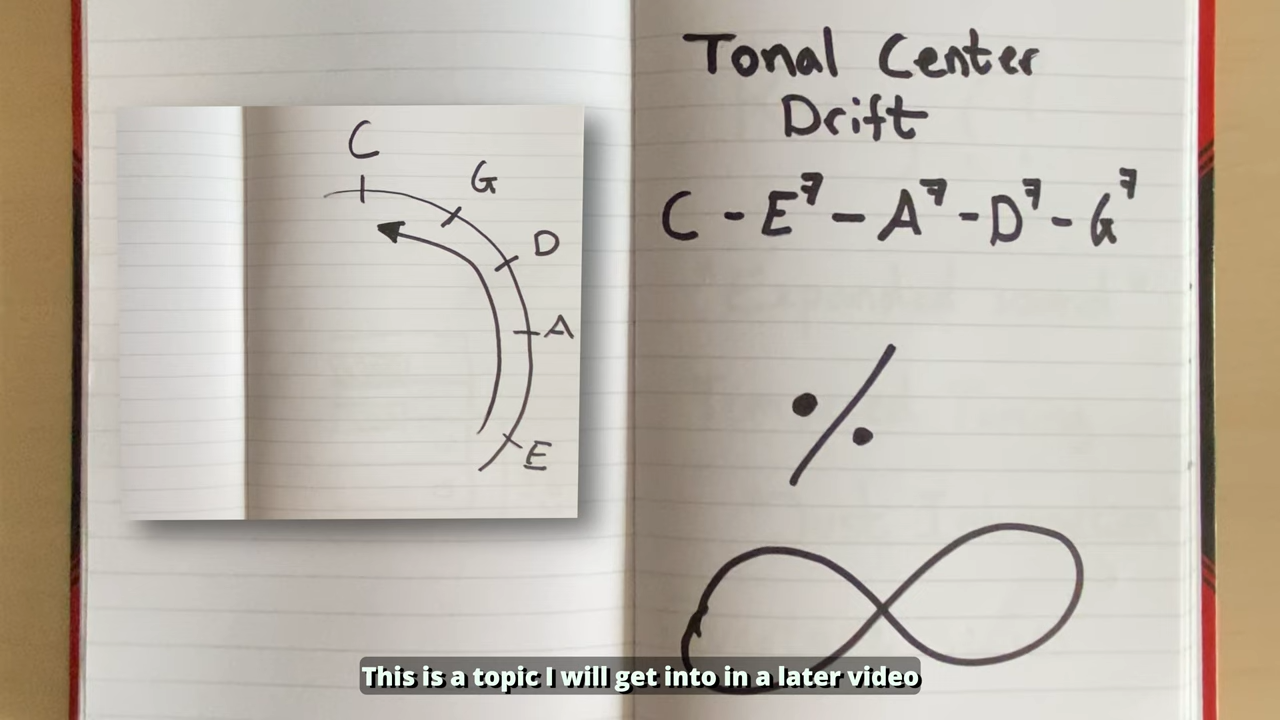 C
G
D
A
E
Tonal Center
Drift
C - E7 - A7 - D7 - G7
This is a topic I will get into in a later video